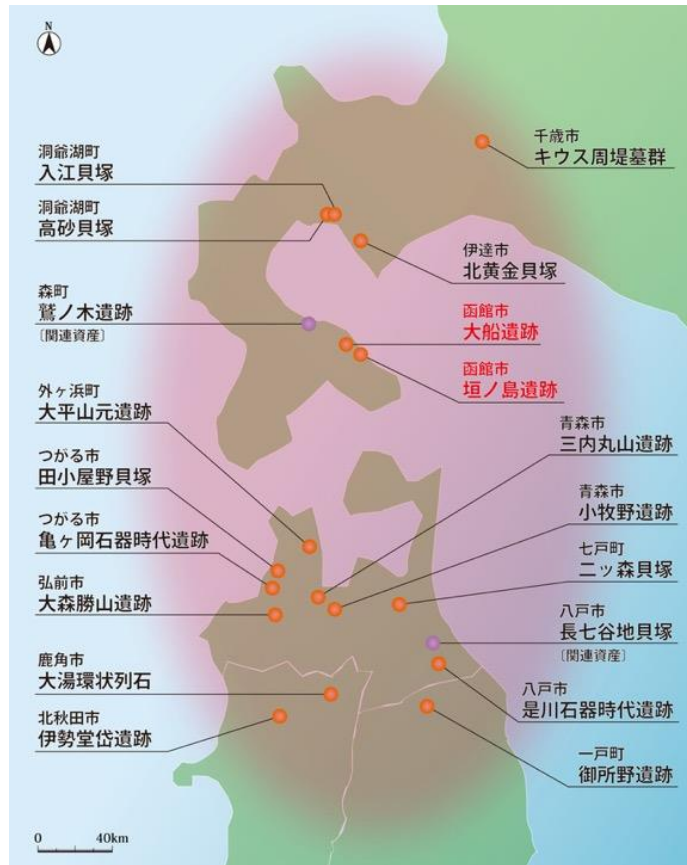 N
千歳市
キウス周堤墓群
洞爺湖町
入江貝塚
洞爺湖町
高砂貝塚
伊達市
北黄金貝塚
森町
鷲ノ木遺跡
〔関連資産〕
函館市
大船遺跡
函館市
垣ノ島遺跡
外ヶ浜町
大平山元遺跡
青森市
三内丸山遺跡
つがる市
田小屋野貝塚
青森市
小牧野遺跡
つがる市
亀ヶ岡石器時代遺跡
七戸町
二ッ森貝塚
弘前市
大森勝山遺跡
八戸市
長七谷地貝塚
〔関連資産〕
鹿角市
大湯環状列石
八戸市
是川石器時代遺跡
北秋田市
伊勢堂岱遺跡
一戸町
御所野遺跡
0 40km